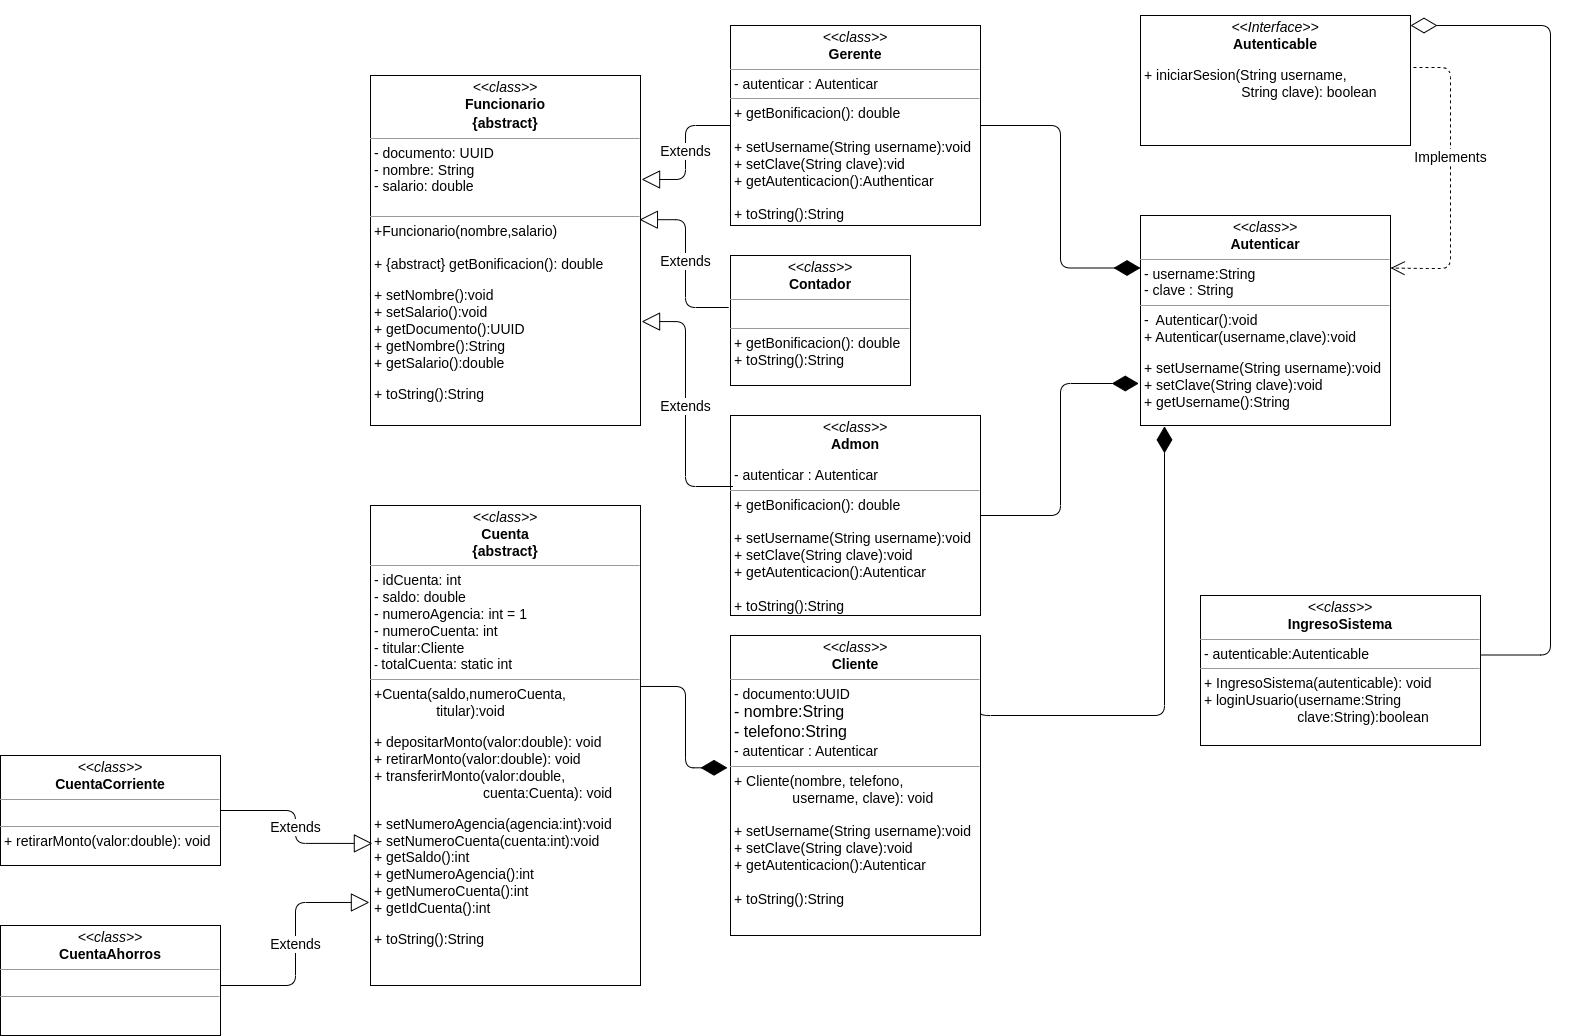 <<class>>
Funcionario
{abstract}
- documento: UUID
- nombre: String
- salario: double
+Funcionario(nombre,salario)
+ {abstract} getBonificacion(): double
+ setNombre():void
+ setSalario():void
+ getDocumento():UUID
+ getNombre():String
+ getSalario():double
+ toString():String
Extends
Extends
Extends
<<class>>
Gerente
- autenticar : Autenticar
+ getBonificacion(): double
+ setUsername(String username):void
+ setClave(String clave):vid
+ getAutenticacion():Authenticar
+ toString():String
<<class>>
Contador
+ getBonificacion(): double
+ toString():String
<<class>>
Admon
- autenticar : Autenticar
+ getBonificacion(): double
+ setUsername(String username):void
+ setClave(String clave):void
+ getAutenticacion():Autenticar
+ toString():String
<<Interface>>
Autenticable
+ iniciarSesion(String username,
String clave): boolean
Implements
<<class>>
Autenticar
- username:String
- clave : String
-  Autenticar():void
+ Autenticar(username,clave):void
+ setUsername(String username):void
+ setClave(String clave):void
+ getUsername():String
<<class>>
Cuenta
{abstract}
- idCuenta: int
- saldo: double
- numeroAgencia: int = 1
- numeroCuenta: int
- titular:Cliente
- totalCuenta: static int
+Cuenta(saldo,numeroCuenta,
titular):void
+ depositarMonto(valor:double): void
+ retirarMonto(valor:double): void
+ transferirMonto(valor:double,
cuenta:Cuenta): void
+ setNumeroAgencia(agencia:int):void
+ setNumeroCuenta(cuenta:int):void
+ getSaldo():int
+ getNumeroAgencia():int
+ getNumeroCuenta():int
+ getIdCuenta():int
+ toString():String
<<class>>
Cliente
- documento:UUID
- nombre:String
- telefono:String
- autenticar : Autenticar
+ Cliente(nombre, telefono,
username, clave): void
+ setUsername(String username):void
+ setClave(String clave):void
+ getAutenticacion():Autenticar
+ toString():String
<<class>>
IngresoSistema
- autenticable:Autenticable
+ IngresoSistema(autenticable): void
+ loginUsuario(username:String
clave:String):boolean
<<class>>
CuentaCorriente
+ retirarMonto(valor:double): void
Extends
<<class>>
CuentaAhorros
Extends